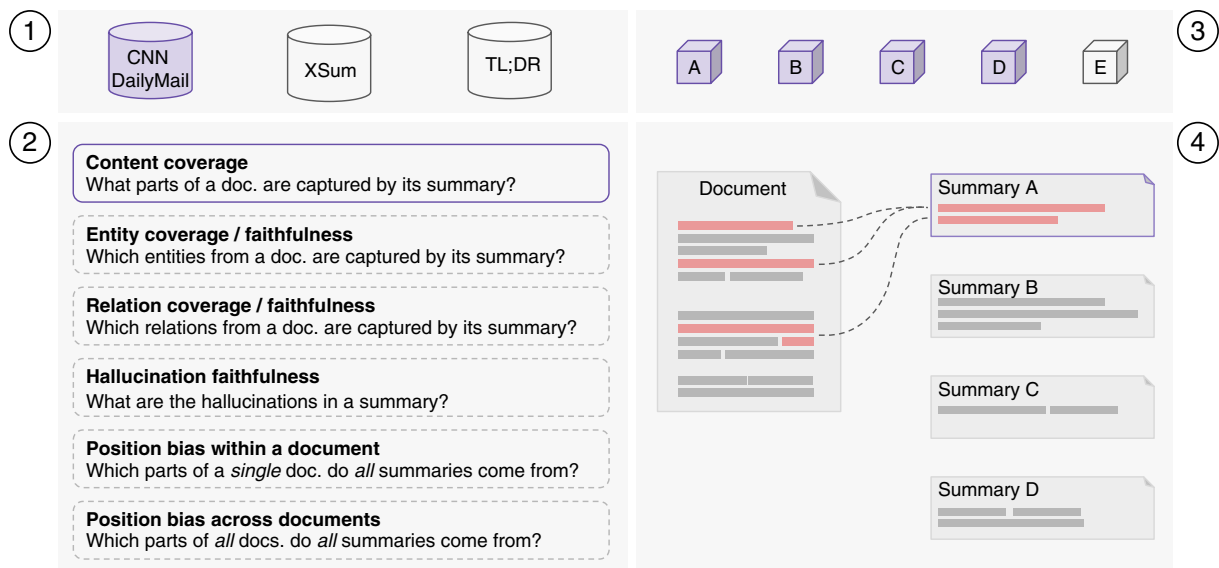 1
CNN
DailyMail
XSum
TL;DR
2
Content coverage
What parts of a doc. are captured by its summary?
Entity coverage / faithfulness
Which entities from a doc. are captured by its summary?
Relation coverage / faithfulness
Which relations from a doc. are captured by its summary?
Hallucination faithfulness
What are the hallucinations in a summary?
Position bias within a document
Which parts of a single doc. do all summaries come from?
Position bias across documents
Which parts of all docs. do all summaries come from?
3
A
B
C
D
E
4
Document
Summary A
Summary B
Summary C
Summary D